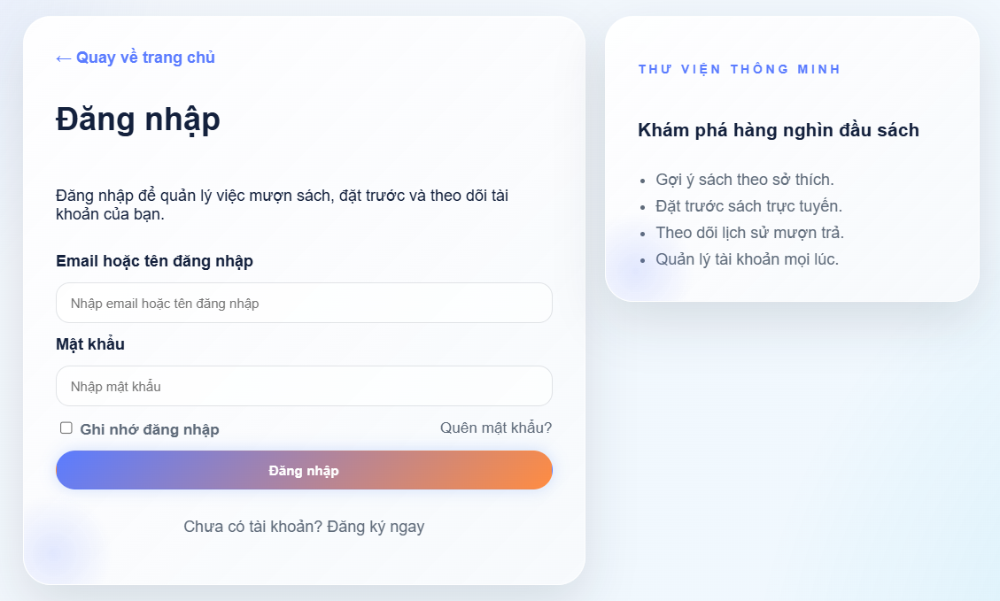 ← Quay về trang chủ
Đăng nhập
Đăng nhập để quản lý việc mượn sách, đặt trước và theo dõi tài
khoản của bạn.
Email hoặc tên đăng nhập
Nhập email hoặc tên đăng nhập
Mật khẩu
Nhập mật khẩu
Ghi nhớ đăng nhập
Quên mật khẩu?
Đăng nhập
Chưa có tài khoản? Đăng ký ngay
THƯ VIỆN THÔNG MINH
Khám phá hàng nghìn đầu sách
• Gợi ý sách theo sở thích.
• Đặt trước sách trực tuyến.
• Theo dõi lịch sử mượn trả.
• Quản lý tài khoản mọi lúc.